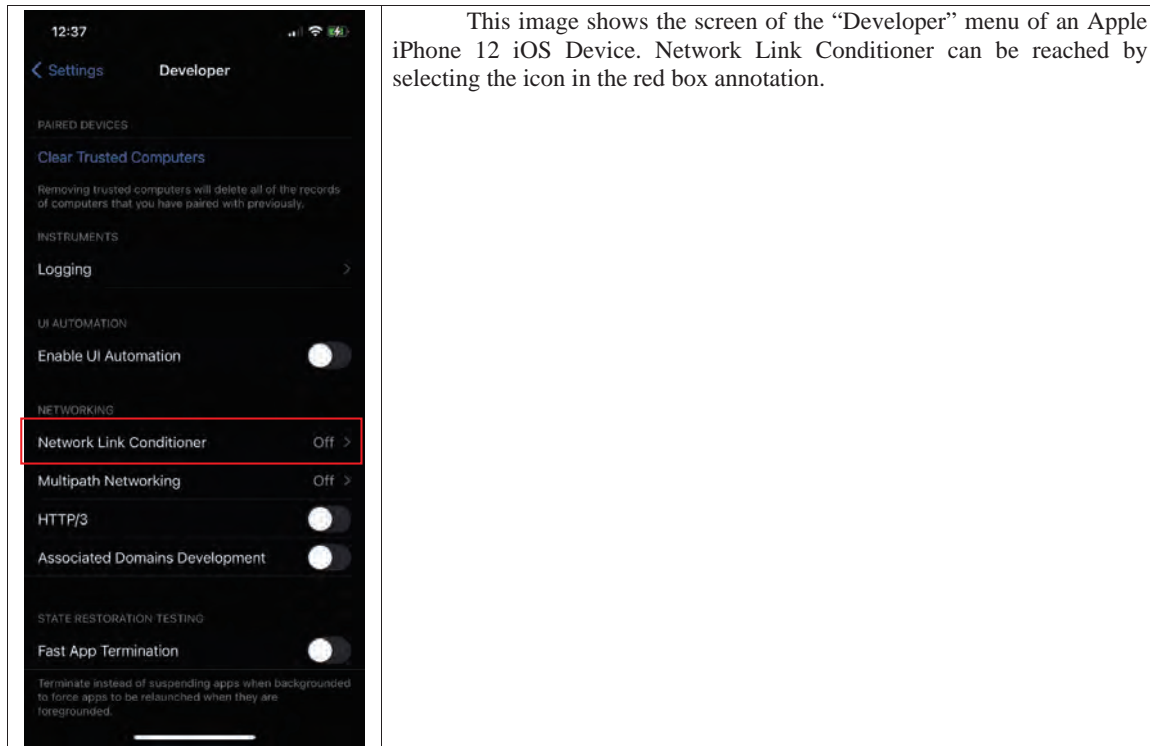 12:37
Settings
Developer
PAIRED DEVICES
Clear Trusted Computers
Removing trusted computers will delete all of the records
of computers that you have paired with previously.
INSTRUMENTS
Logging
UI AUTOMATION
Enable UI Automation
NETWORKING
Network Link Conditioner Off
Multipath Networking Off
HTTP/3
Associated Domains Development
STATE RESTORATION TESTING
Fast App Termination
Terminate instead of suspending apps when backgrounded
to force apps to be relaunched when they are
foregrounded.
This image shows the screen of the “Developer” menu of an Apple
iPhone 12 iOS Device. Network Link Conditioner can be reached by
selecting the icon in the red box annotation.